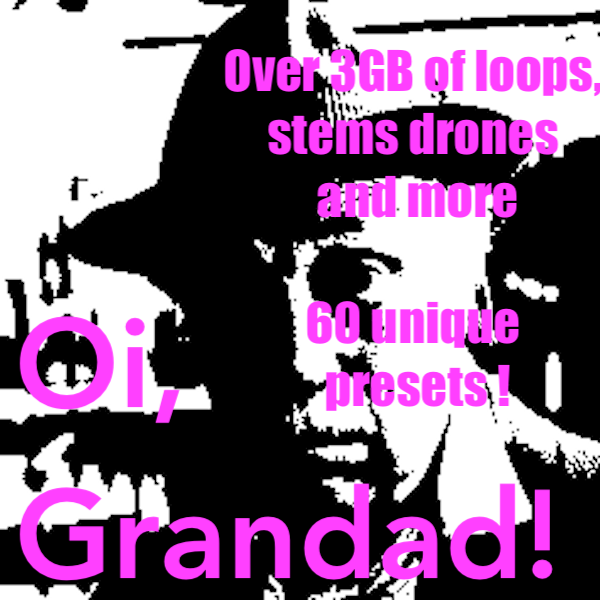 Over 3GB of loops,
stems drones
and more
60 unique
presets !
Oi,
Grandad!